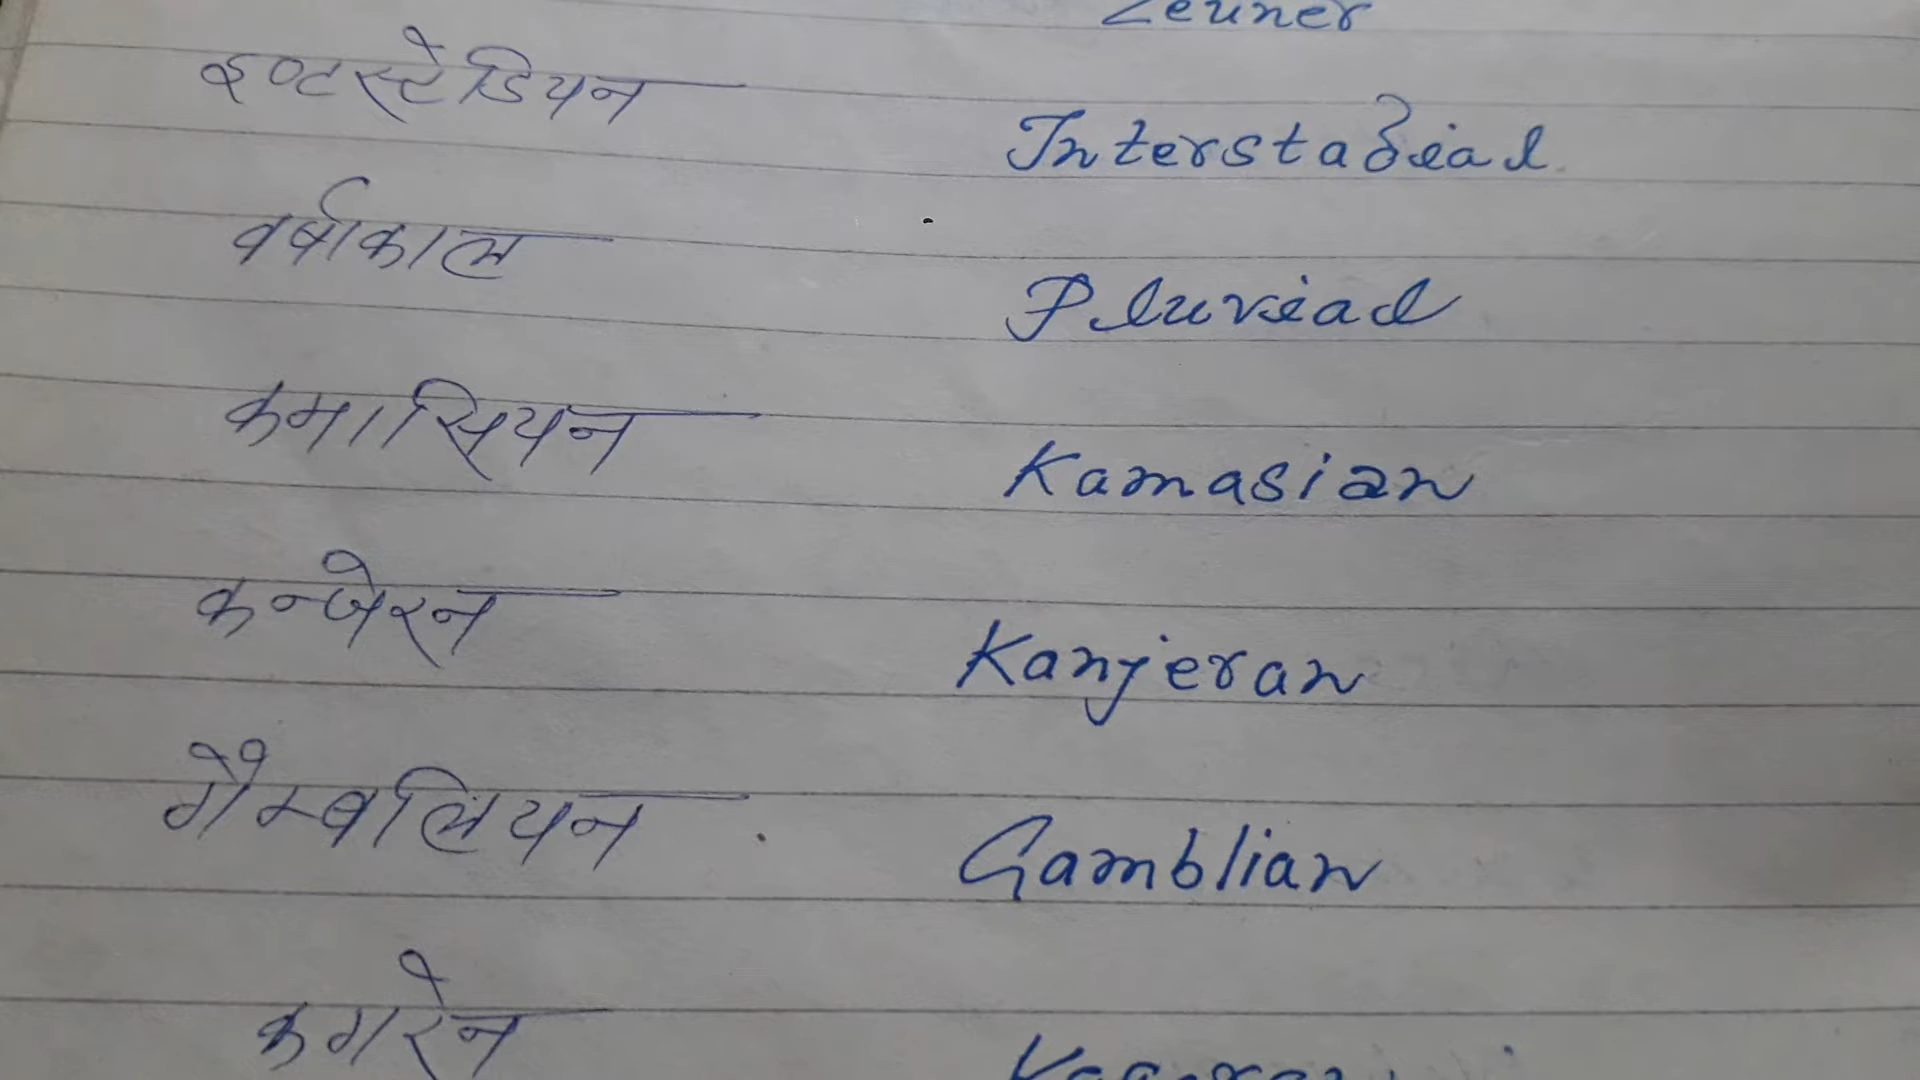 Zeuner
इण्टस्टेडियन
Interstadial
वर्षाकाल
Pluvial
कमासियन
Kamasian
कन्जेरन
Kanjeran
गैम्बलियन
Gamblian
कगरेन